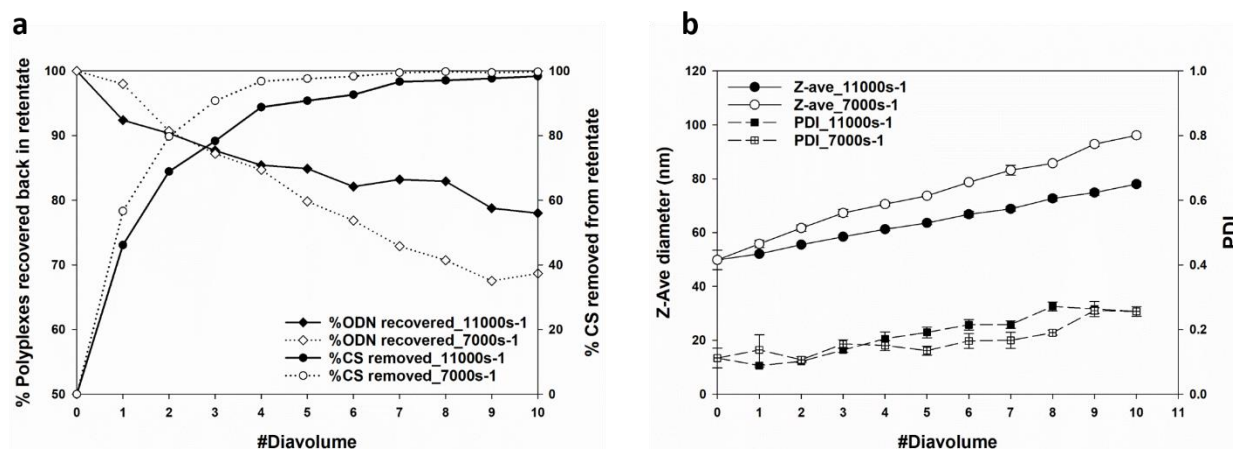 a
% Polyplexes recovered back in retentate
100
90
80
70
60
50
0 1 2 3 4 5 6 7 8 9 10
#Diavolume
100
80
60
40
20
0
% CS removed from retentate
%ODN recovered_11000s-1
%ODN recovered_7000s-1
%CS removed_11000s-1
%CS removed_7000s-1
b
Z-Ave diameter (nm)
120
100
80
60
40
20
0
0 1 2 3 4 5 6 7 8 9 10 11
#Diavolume
1.0
0.8
0.6
0.4
0.2
0.0
PDI
Z-ave_11000s-1
Z-ave_7000s-1
PDI_11000s-1
PDI_7000s-1